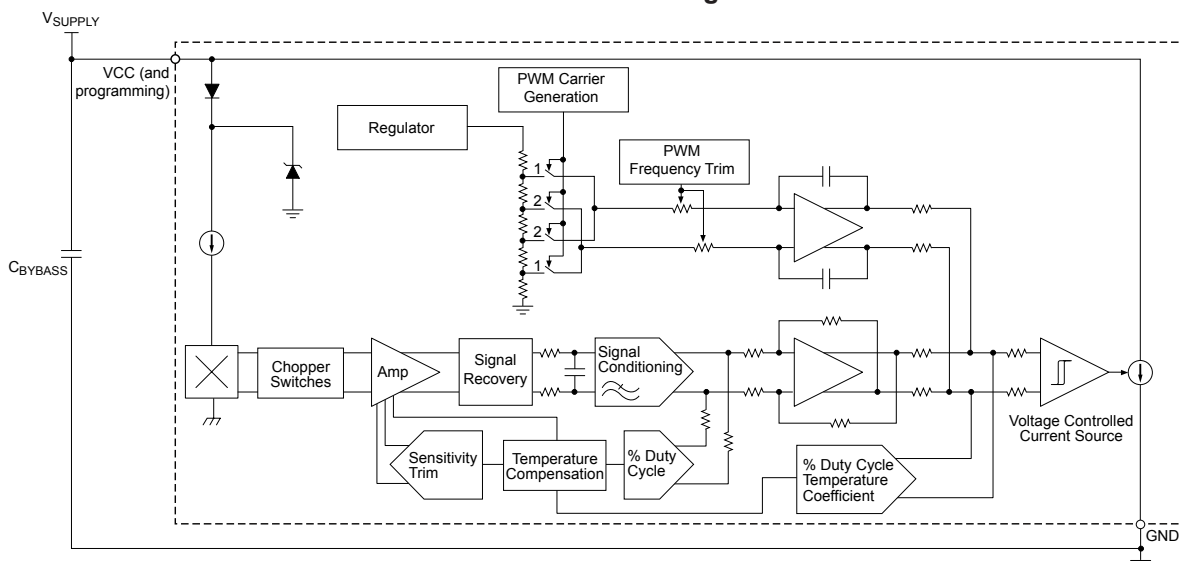 g
VSUPPLY
VCC (and
programming)
PWM Carrier
Generation
Regulator
PWM
Frequency Trim
1
2
2
1
CBYBASS
Chopper
Switches
Amp
Signal
Recovery
Signal
Conditioning
Voltage Controlled
Current Source
Sensitivity
Trim
Temperature
Compensation
% Duty
Cycle
% Duty Cycle
Temperature
Coefficient
GND